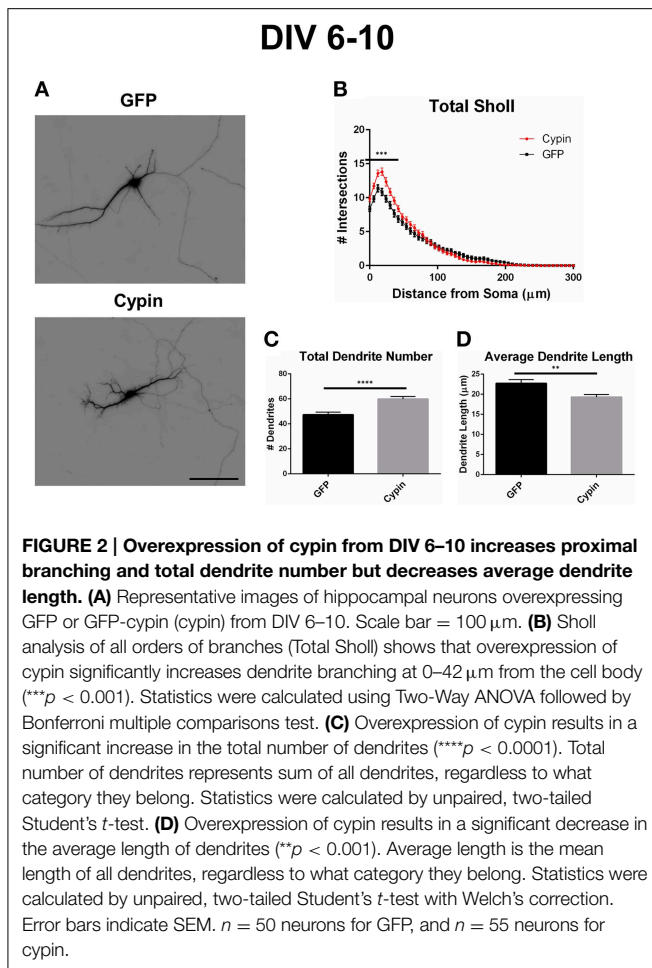 DIV 6-10
A
GFP
Cypin
B
Total Sholl
Cypin
GFP
***
# Intersections
20
15
10
5
0
0
100
200
300
Distance from Soma (μm)
C
Total Dendrite Number
****
# Dendrites
80
60
40
20
0
GFP
Cypin
D
Average Dendrite Length
**
Dendrite Length (μm)
25
20
15
10
5
0
GFP
Cypin
FIGURE 2 | Overexpression of cypin from DIV 6–10 increases proximal
branching and total dendrite number but decreases average dendrite
length. (A) Representative images of hippocampal neurons overexpressing
GFP or GFP-cypin (cypin) from DIV 6–10. Scale bar = 100 μm. (B) Sholl
analysis of all orders of branches (Total Sholl) shows that overexpression of
cypin significantly increases dendrite branching at 0–42 μm from the cell body
(***p < 0.001). Statistics were calculated using Two-Way ANOVA followed by
Bonferroni multiple comparisons test. (C) Overexpression of cypin results in a
significant increase in the total number of dendrites (****p < 0.0001). Total
number of dendrites represents sum of all dendrites, regardless to what
category they belong. Statistics were calculated by unpaired, two-tailed
Student's t-test. (D) Overexpression of cypin results in a significant decrease in
the average length of dendrites (**p < 0.001). Average length is the mean
length of all dendrites, regardless to what category they belong. Statistics were
calculated by unpaired, two-tailed Student's t-test with Welch's correction.
Error bars indicate SEM. n = 50 neurons for GFP, and n = 55 neurons for
cypin.